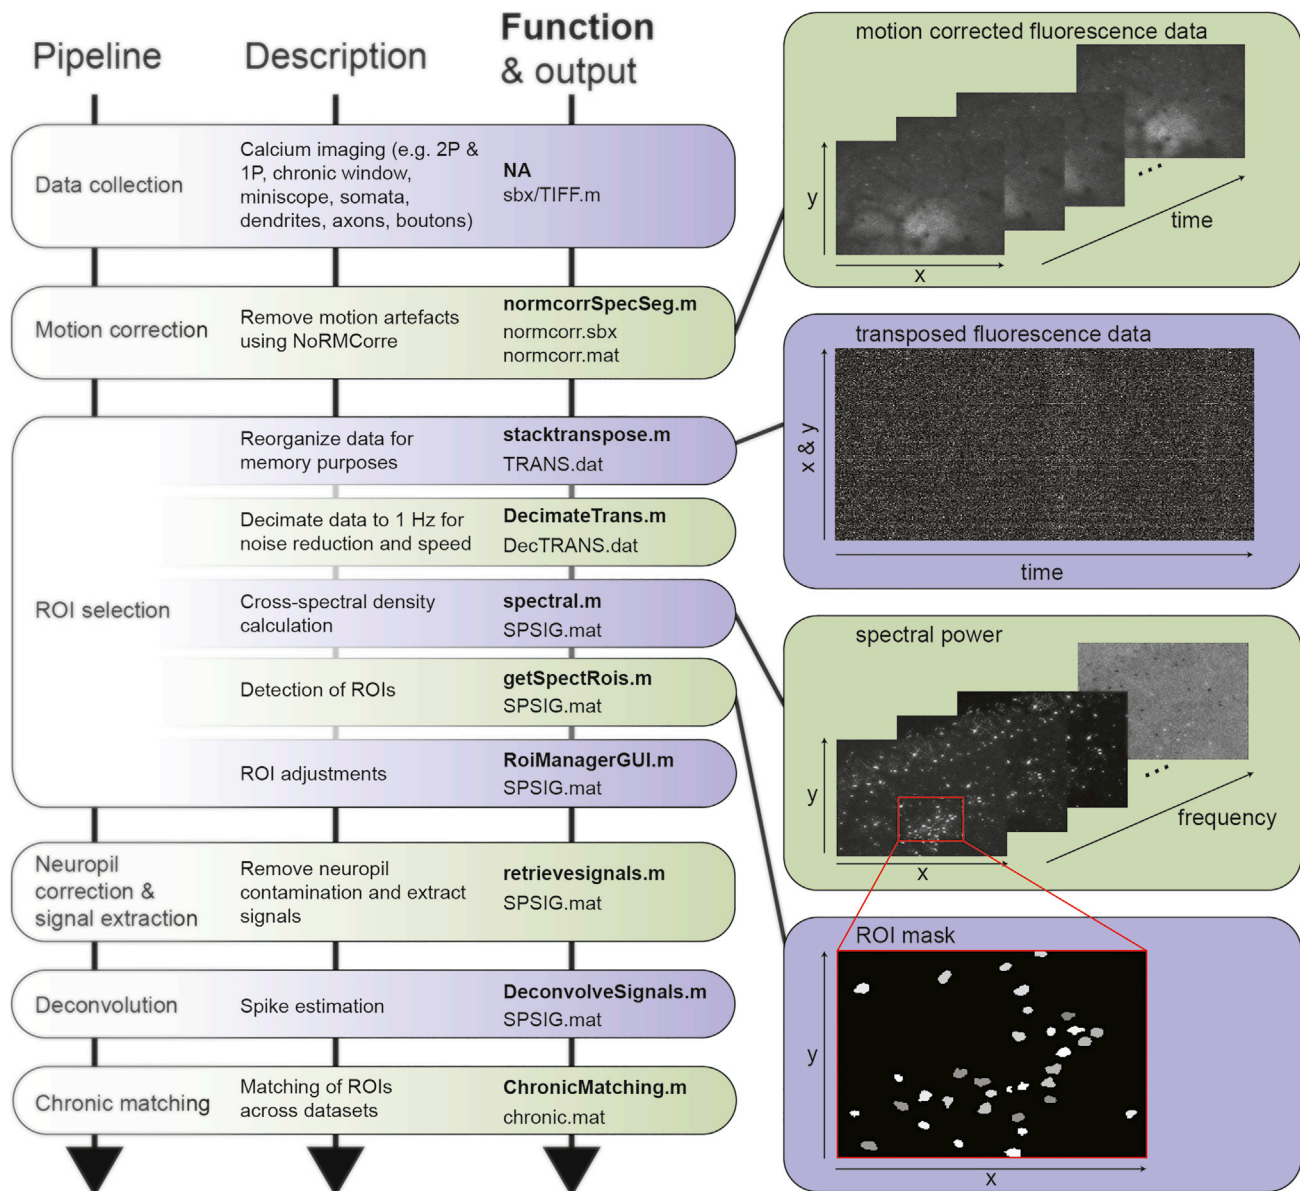 Pipeline
Description
Function
& output
Data collection
Calcium imaging (e.g. 2P &
1P, chronic window,
miniscope, somata,
dendrites, axons, boutons)
NA
sbx/TIFF.m
Motion correction
Remove motion artefacts
using NoRMCorre
normcorrSpecSeg.m
normcorr.sbx
normcorr.mat
ROI selection
Reorganize data for
memory purposes
stacktranspose.m
TRANS.dat
Decimate data to 1 Hz for
noise reduction and speed
DecimateTrans.m
DecTRANS.dat
Cross-spectral density
calculation
spectral.m
SPSIG.mat
Detection of ROIs
getSpectRois.m
SPSIG.mat
ROI adjustments
RoiManagerGUI.m
SPSIG.mat
Neuropil
correction &
signal extraction
Remove neuropil
contamination and extract
signals
retrievesignals.m
SPSIG.mat
Deconvolution
Spike estimation
DeconvolveSignals.m
SPSIG.mat
Chronic matching
Matching of ROIs
across datasets
ChronicMatching.m
chronic.mat
motion corrected fluorescence data
y
x
...
time
transposed fluorescence data
x & y
time
spectral power
y
x
...
frequency
ROI mask
y
x